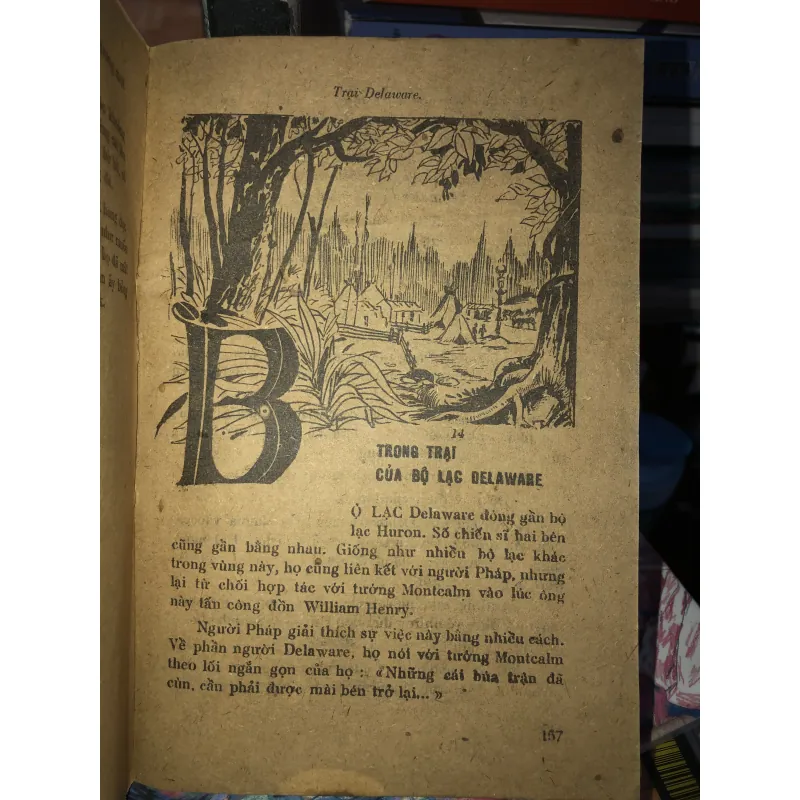 Trại Delaware.
14
TRONG TRẠI
CỦA BỘ LẠC DELAWARE
B
Ộ LẠC Delaware đóng gần bộ
lạc Huron. Số chiến sĩ hai bên
cũng gần bằng nhau. Giống như nhiều bộ lạc khác
trong vùng này, họ cũng liên kết với người Pháp, nhưng
lại từ chối hợp tác với tướng Montcalm vào lúc ông
này tấn công đồn William Henry.
Người Pháp giải thích sự việc này bằng nhiều cách.
Về phần người Delaware, họ nói với tướng Montcalm
theo lối ngắn gọn của họ : «Những cái búa trận đã
cùn, cần phải được mài bén trở lại... »
157